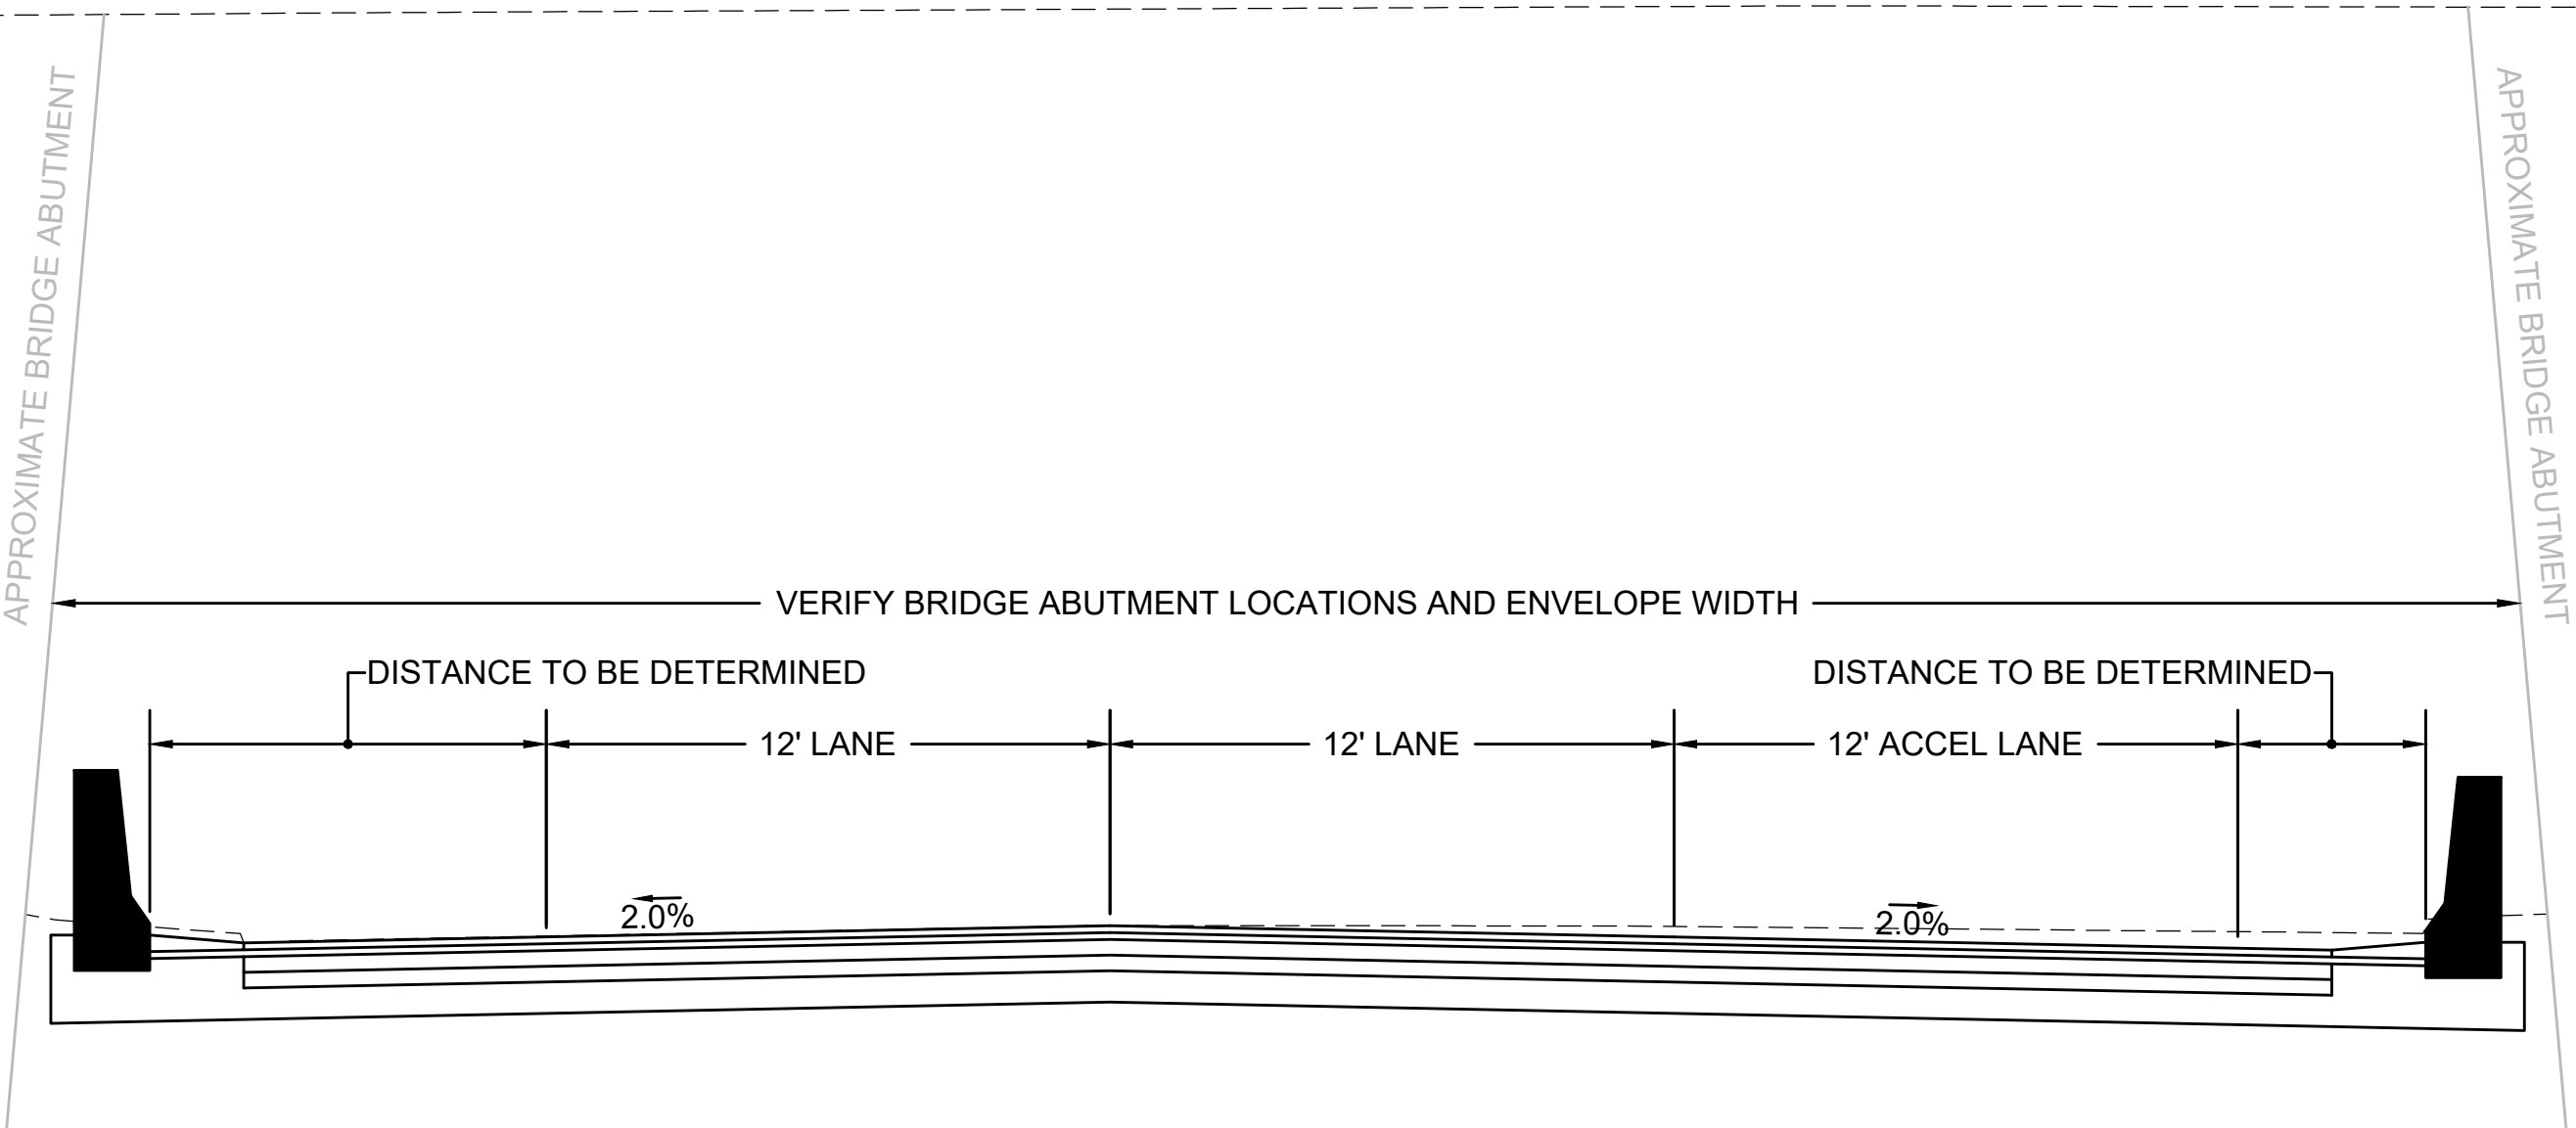 APPROXIMATE BRIDGE ABUTMENT
APPROXIMATE BRIDGE ABUTMENT
VERIFY BRIDGE ABUTMENT LOCATIONS AND ENVELOPE WIDTH
DISTANCE TO BE DETERMINED
DISTANCE TO BE DETERMINED
12' LANE
12' LANE
12' ACCEL LANE
2.0%
2.0%